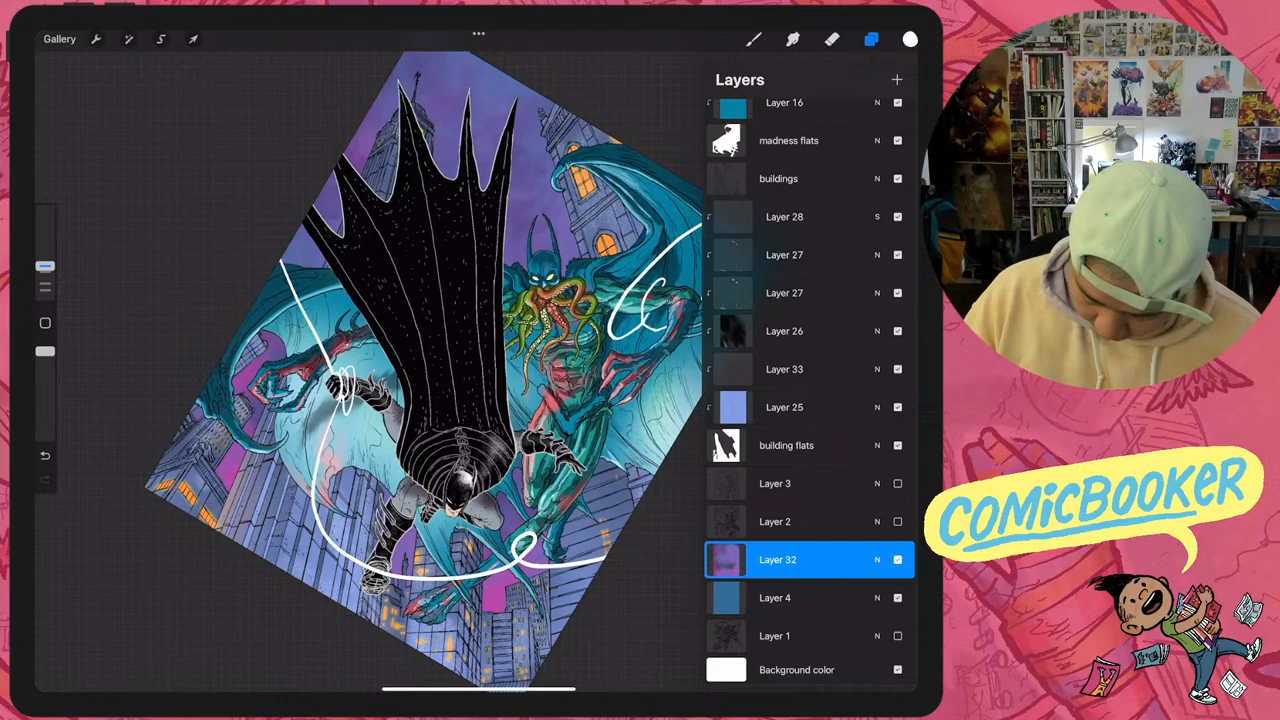 Gallery
Layers
Layer 16 N
madness flats N
buildings N
Layer 28 S
Layer 27 N
Layer 27 N
Layer 26 N
Layer 33 N
Layer 25 N
building flats N
Layer 3 N
Layer 2 N
Layer 32 N
Layer 4 N
Layer 1 N
Background color
COMiCBOOKER